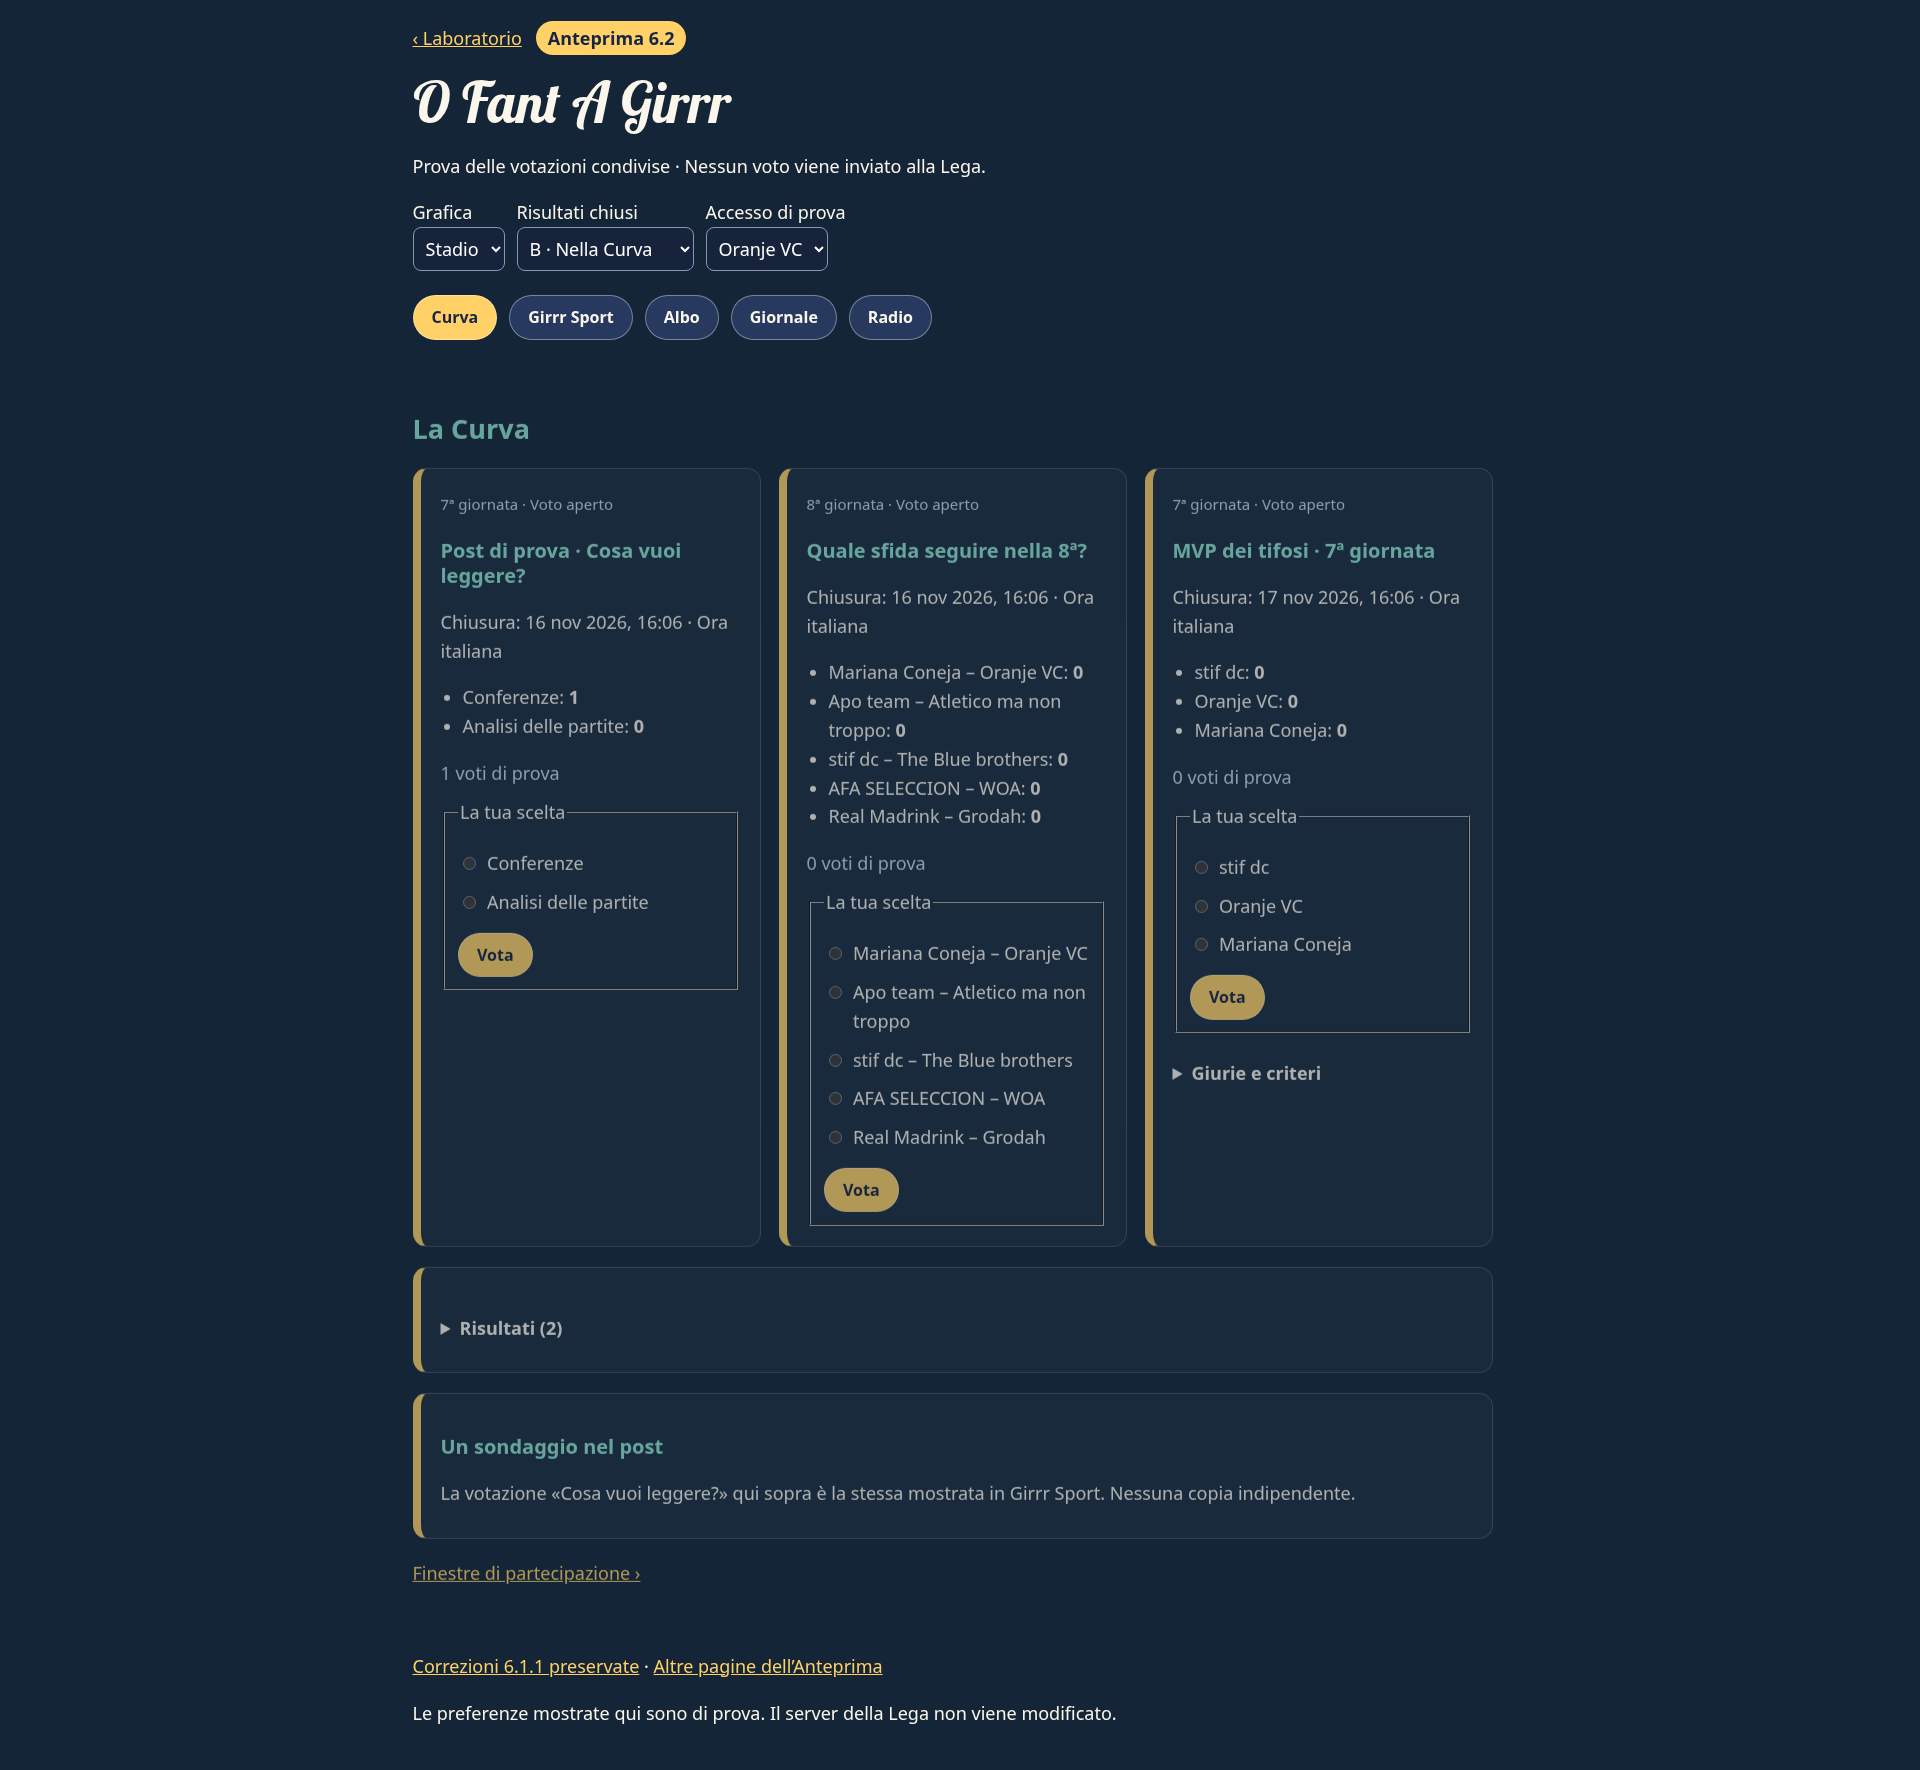 ‹ Laboratorio Anteprima 6.2
O Fant A Girrr
Prova delle votazioni condivise · Nessun voto viene inviato alla Lega.
Grafica Risultati chiusi Accesso di prova
Stadio B · Nella Curva Oranje VC
Curva Girrr Sport Albo Giornale Radio
La Curva
7ª giornata · Voto aperto
Post di prova · Cosa vuoi
leggere?
Chiusura: 16 nov 2026, 16:06 · Ora
italiana
• Conferenze: 1
• Analisi delle partite: 0
1 voti di prova
La tua scelta
Conferenze
Analisi delle partite
Vota
8ª giornata · Voto aperto
Quale sfida seguire nella 8ª?
Chiusura: 16 nov 2026, 16:06 · Ora
italiana
• Mariana Coneja – Oranje VC: 0
• Apo team – Atletico ma non
troppo: 0
• stif dc – The Blue brothers: 0
• AFA SELECCION – WOA: 0
• Real Madrink – Grodah: 0
0 voti di prova
La tua scelta
Mariana Coneja – Oranje VC
Apo team – Atletico ma non
troppo
stif dc – The Blue brothers
AFA SELECCION – WOA
Real Madrink – Grodah
Vota
7ª giornata · Voto aperto
MVP dei tifosi · 7ª giornata
Chiusura: 17 nov 2026, 16:06 · Ora
italiana
• stif dc: 0
• Oranje VC: 0
• Mariana Coneja: 0
0 voti di prova
La tua scelta
stif dc
Oranje VC
Mariana Coneja
Vota
▶ Giurie e criteri
▶ Risultati (2)
Un sondaggio nel post
La votazione «Cosa vuoi leggere?» qui sopra è la stessa mostrata in Girrr Sport. Nessuna copia indipendente.
Finestre di partecipazione ›
Correzioni 6.1.1 preservate · Altre pagine dell’Anteprima
Le preferenze mostrate qui sono di prova. Il server della Lega non viene modificato.